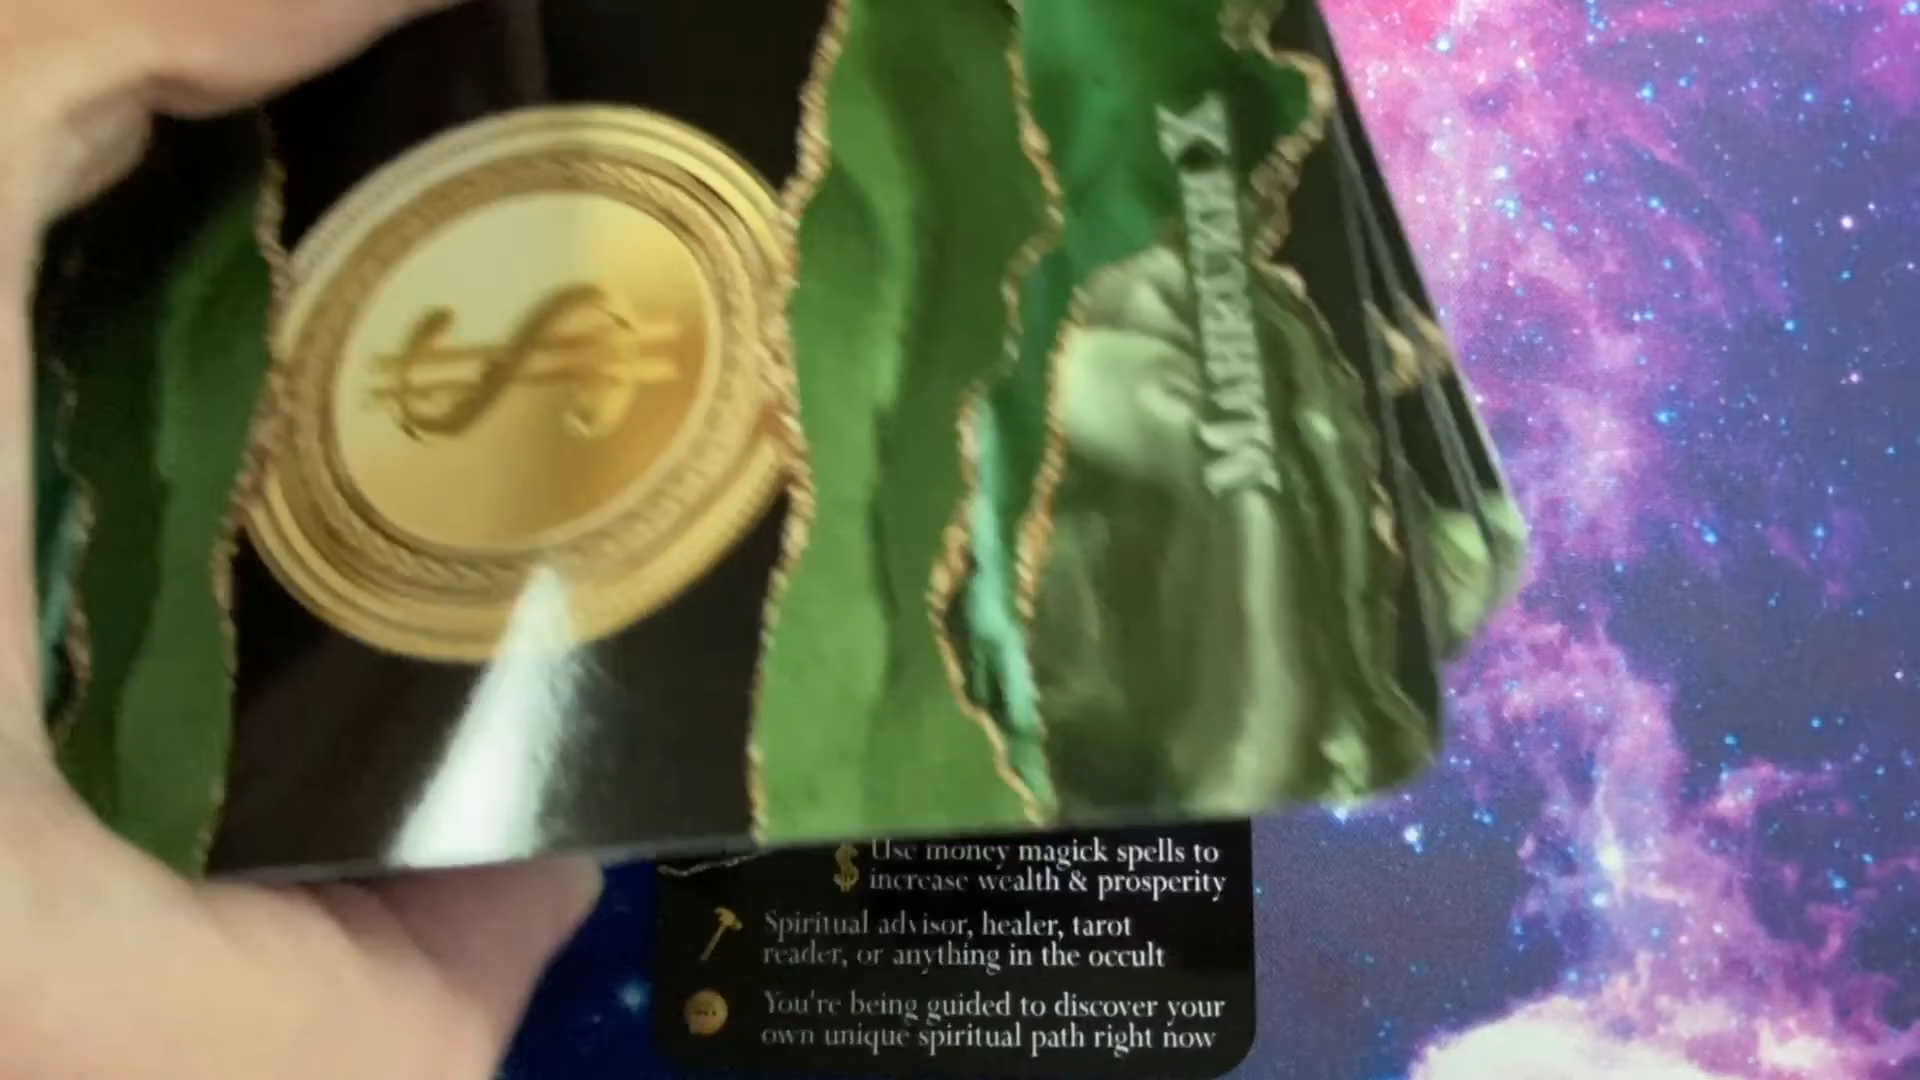 $
Use money magick spells to
increase wealth & prosperity
Spiritual advisor, healer, tarot
reader, or anything in the occult
You're being guided to discover your
own unique spiritual path right now